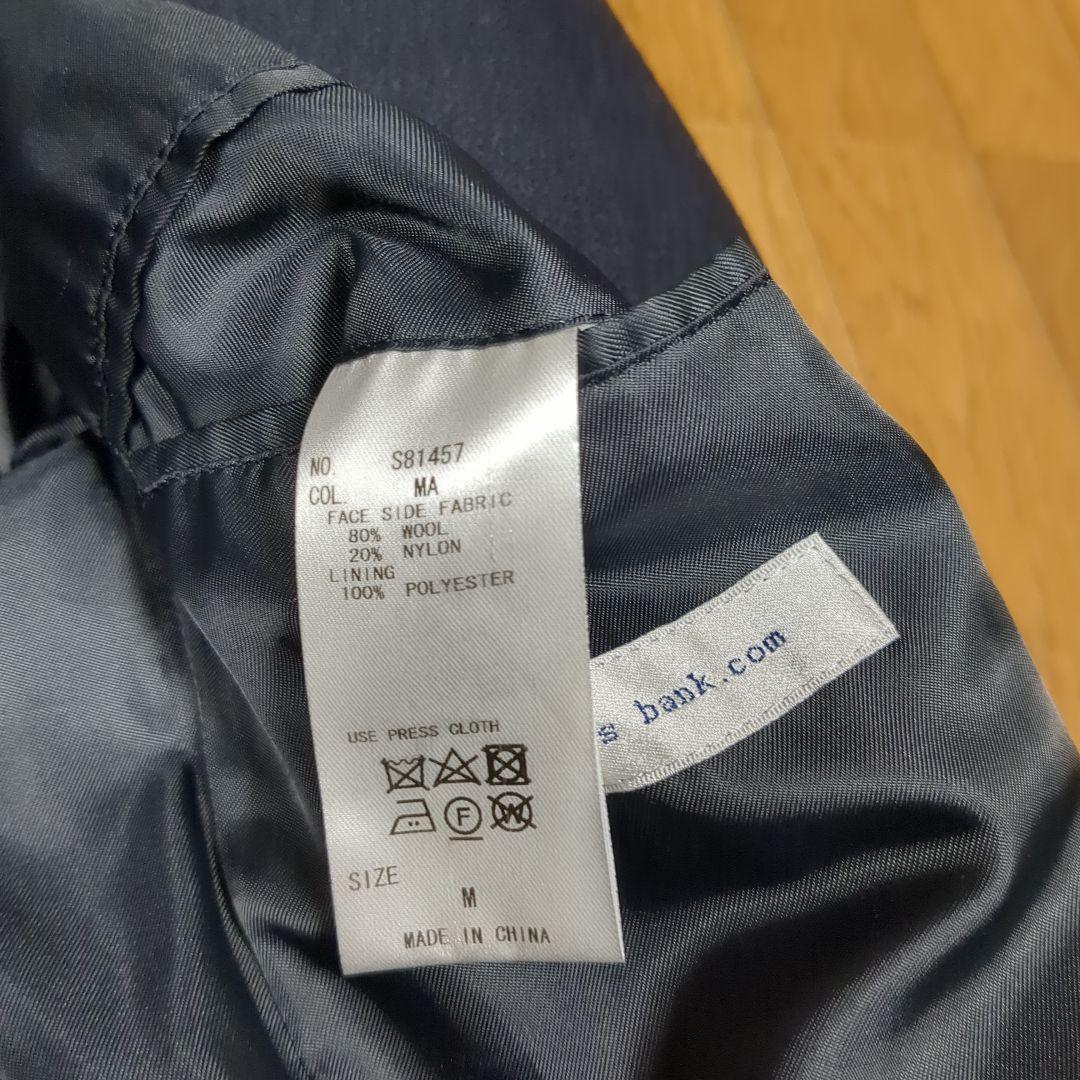 NO. S81457
COL. MA
FACE SIDE FABRIC
80% WOOL
20% NYLON
LINING
100% POLYESTER
USE PRESS CLOTH
F W
SIZE
M
MADE IN CHINA
s bank.com